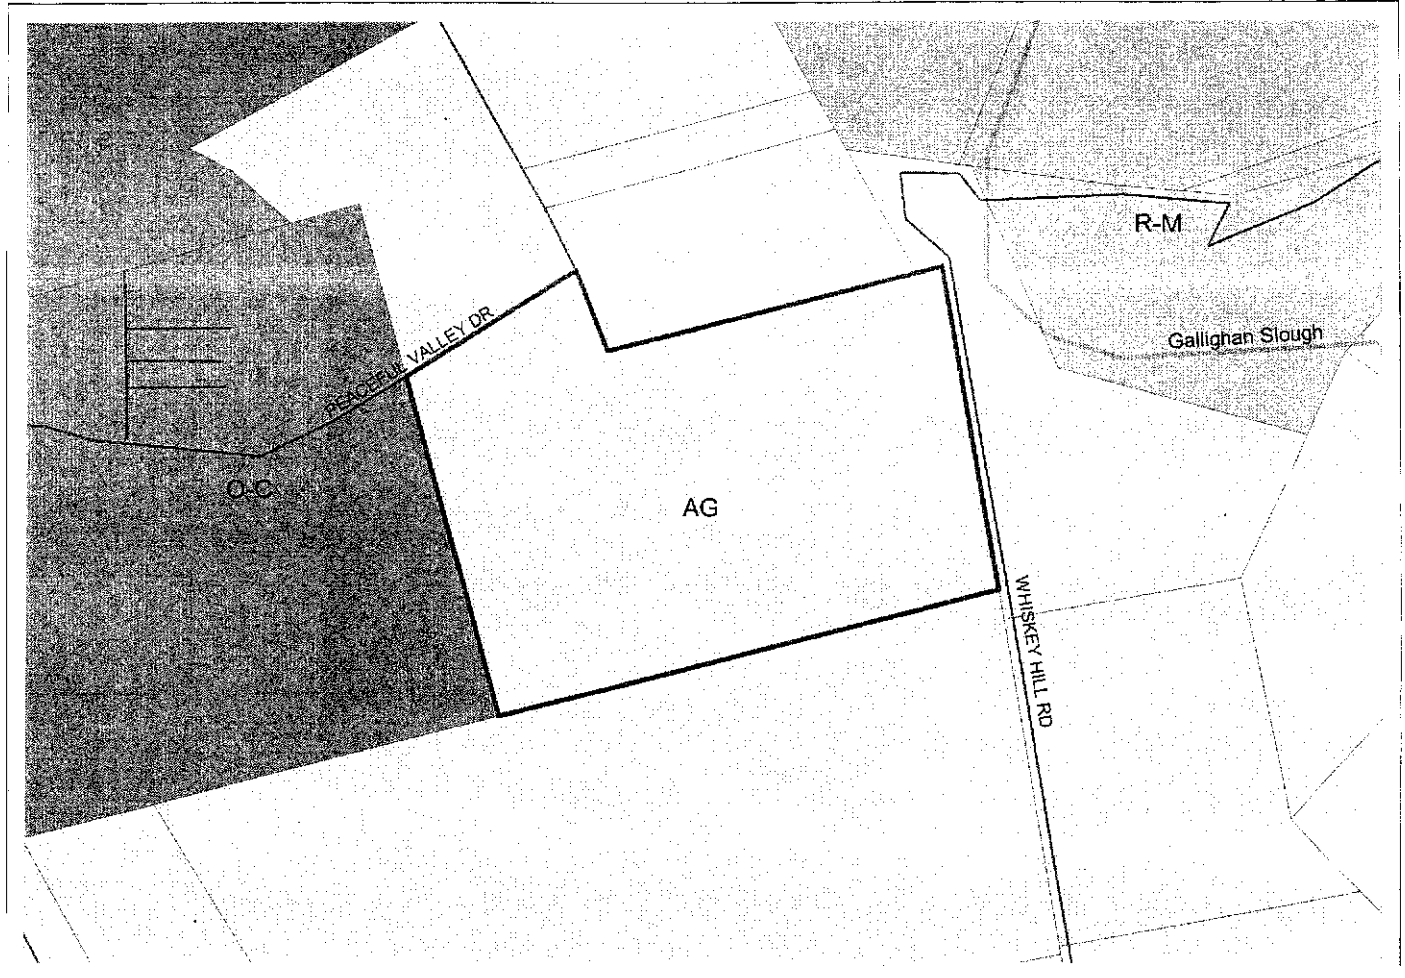 R-M
Gallighan Slough
PEACEFUL VALLEY DR
O-C
AG
WHISKEY HILL RD